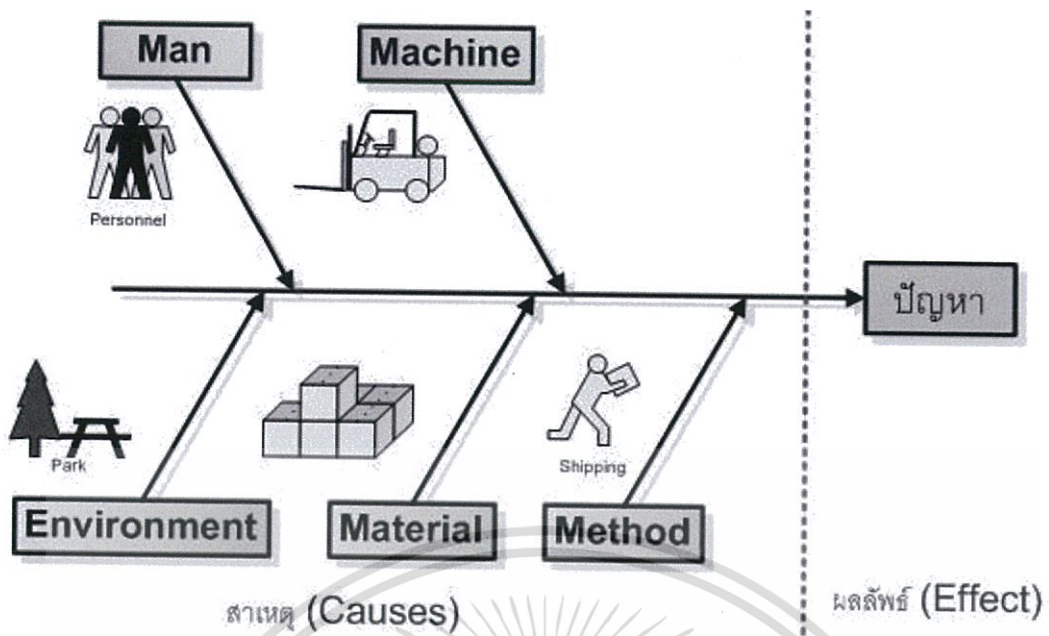 Man
Machine
Personnel
ปัญหา
Park
Shipping
Environment
Material
Method
สาเหตุ (Causes)
ผลลัพธ์ (Effect)